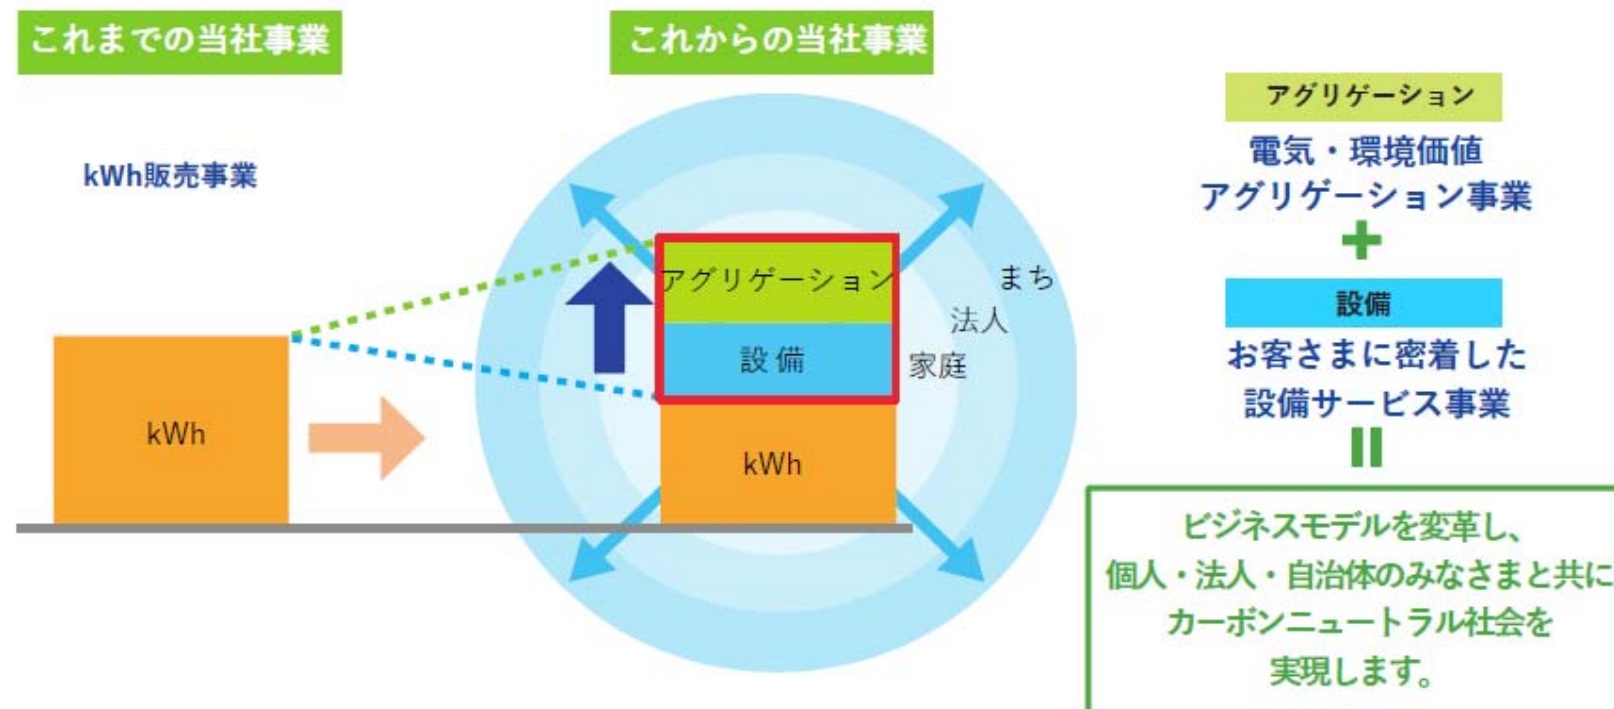 これまでの当社事業
kWh販売事業
kWh
これからの当社事業
アグリゲーション
設備
kWh
まち
法人
家庭
アグリゲーション
電気・環境価値
アグリゲーション事業
+
設備
お客さまに密着した
設備サービス事業
ビジネスモデルを変革し、
個人・法人・自治体のみなさまと共に
カーボンニュートラル社会を
実現します。